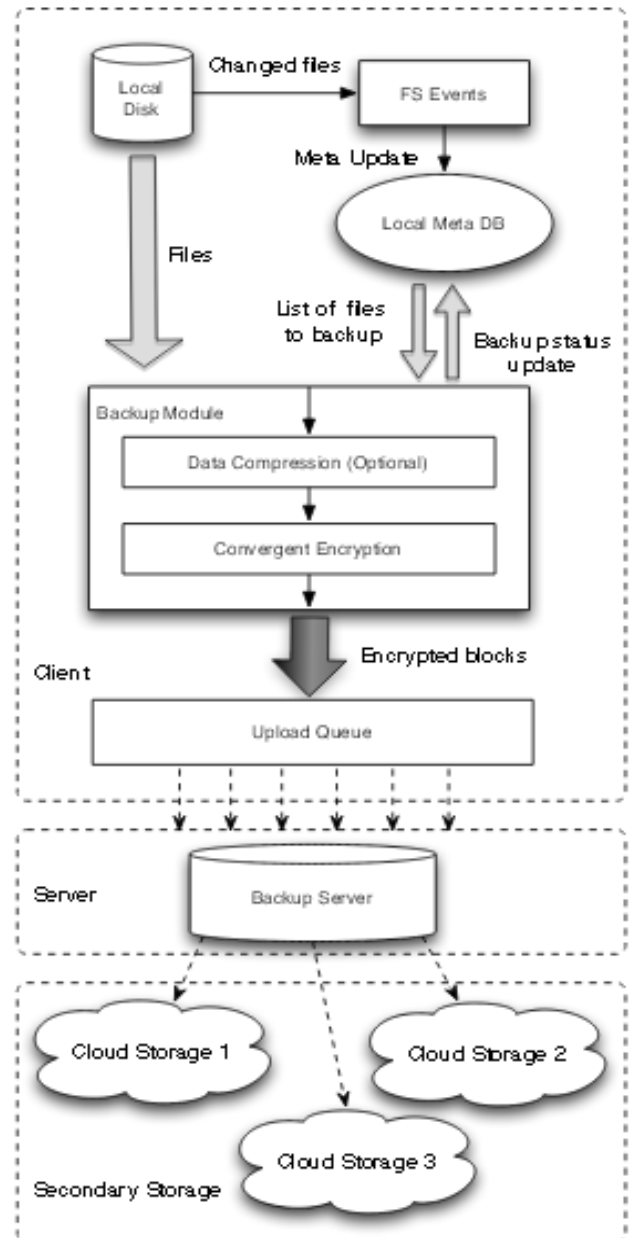 Changed files
Local
Disk
FS Events
Meta Update
Local Meta DB
Files
List of files
to backup
Backup status
update
Backup Module
Data Compression (Optional)
Convergent Encryption
Encrypted blocks
Client
Upload Queue
Server
Backup Server
Cloud Storage 1
Cloud Storage 2
Cloud Storage 3
Secondary Storage